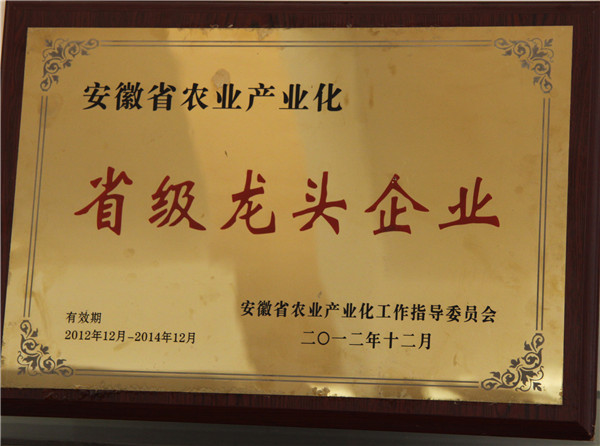 安徽省农业产业化
省级龙头企业
有效期
2012年12月-2014年12月
安徽省农业产业化工作指导委员会
二〇一二年十二月